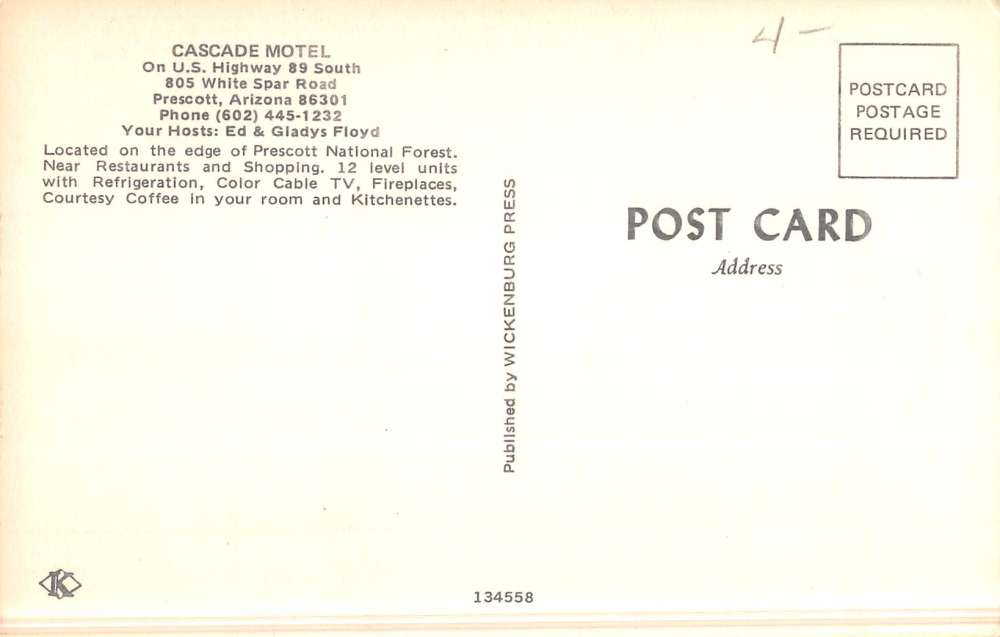 CASCADE MOTEL
On U.S. Highway 89 South
805 White Spar Road
Prescott, Arizona 86301
Phone (602) 445-1232
Your Hosts: Ed & Gladys Floyd
Located on the edge of Prescott National Forest.
Near Restaurants and Shopping. 12 level units
with Refrigeration, Color Cable TV, Fireplaces,
Courtesy Coffee in your room and Kitchenettes.
Published by WICKENBURG PRESS
4 –
POSTCARD
POSTAGE
REQUIRED
POST CARD
Address
K
134558